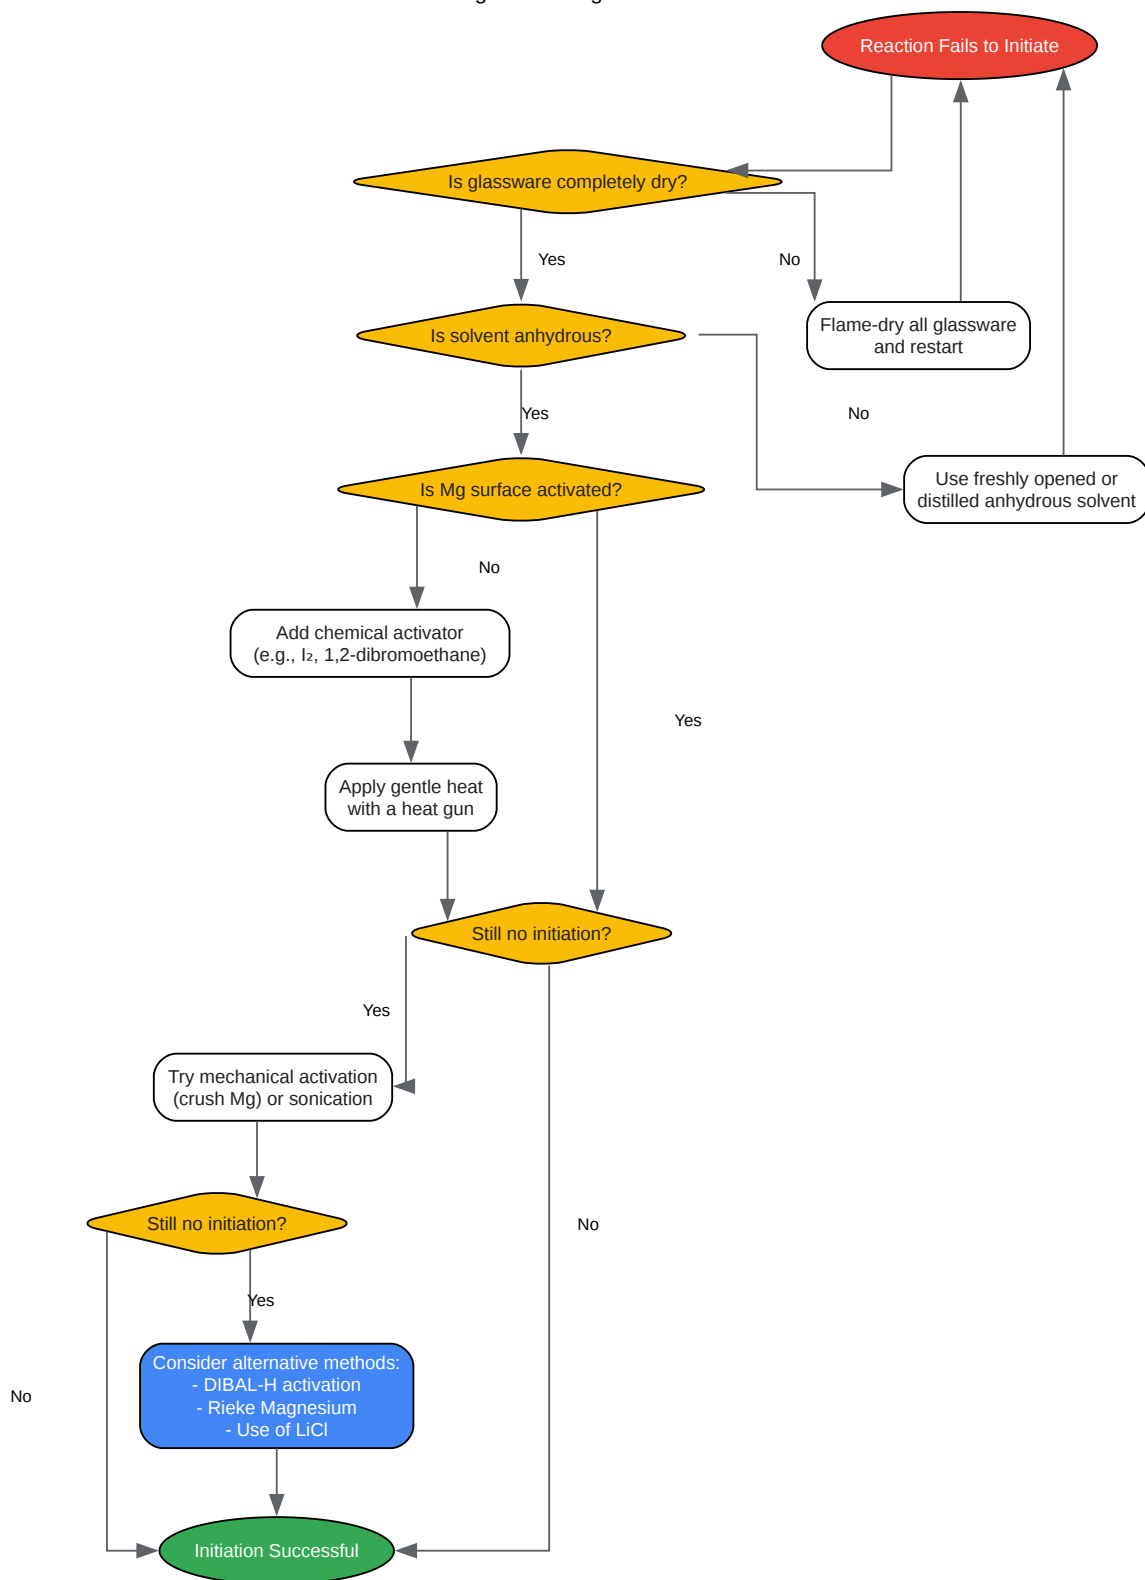 Reaction Fails to Initiate
Is glassware completely dry?
Yes
No
Is solvent anhydrous?
Flame-dry all glassware
and restart
Yes
No
Is Mg surface activated?
Use freshly opened or
distilled anhydrous solvent
No
Add chemical activator
(e.g., I₂, 1,2-dibromoethane)
Yes
Apply gentle heat
with a heat gun
Still no initiation?
Yes
Try mechanical activation
(crush Mg) or sonication
Still no initiation?
No
Yes
Consider alternative methods:
- DIBAL-H activation
- Rieke Magnesium
- Use of LiCl
No
Initiation Successful